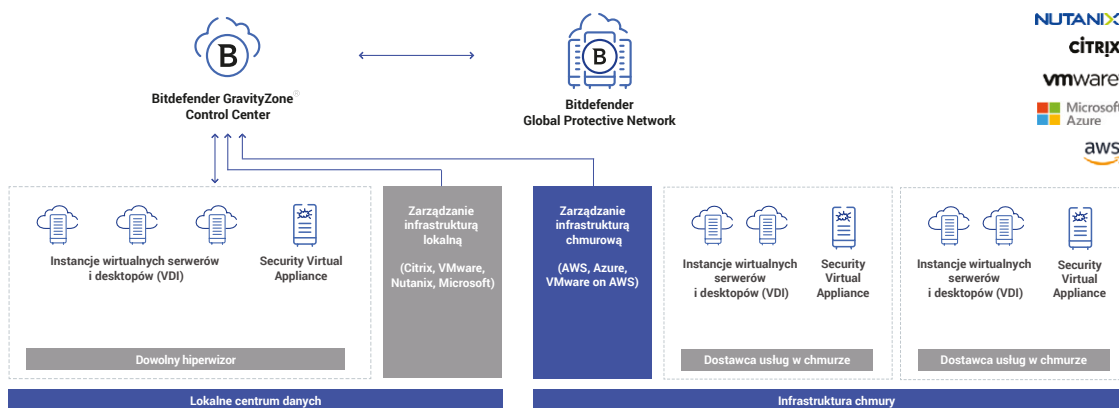 B
B
NUTANIX
CİTRIX
vmware
Microsoft
Azure
aws
Bitdefender GravityZone®
Control Center
Bitdefender
Global Protective Network
Instancje wirtualnych serwerów
i desktopów (VDI)
Security Virtual
Appliance
Dowolny hiperwizor
Zarządzanie
infrastrukturą
lokalną
(Citrix, VMware,
Nutanix, Microsoft)
Lokalne centrum danych
Zarządzanie
infrastrukturą
chmurową
(AWS, Azure,
VMware on AWS)
Instancje wirtualnych
serwerów
i desktopów (VDI)
Security
Virtual
Appliance
Dostawca usług w chmurze
Instancje wirtualnych
serwerów
i desktopów (VDI)
Security
Virtual
Appliance
Dostawca usług w chmurze
Infrastruktura chmury